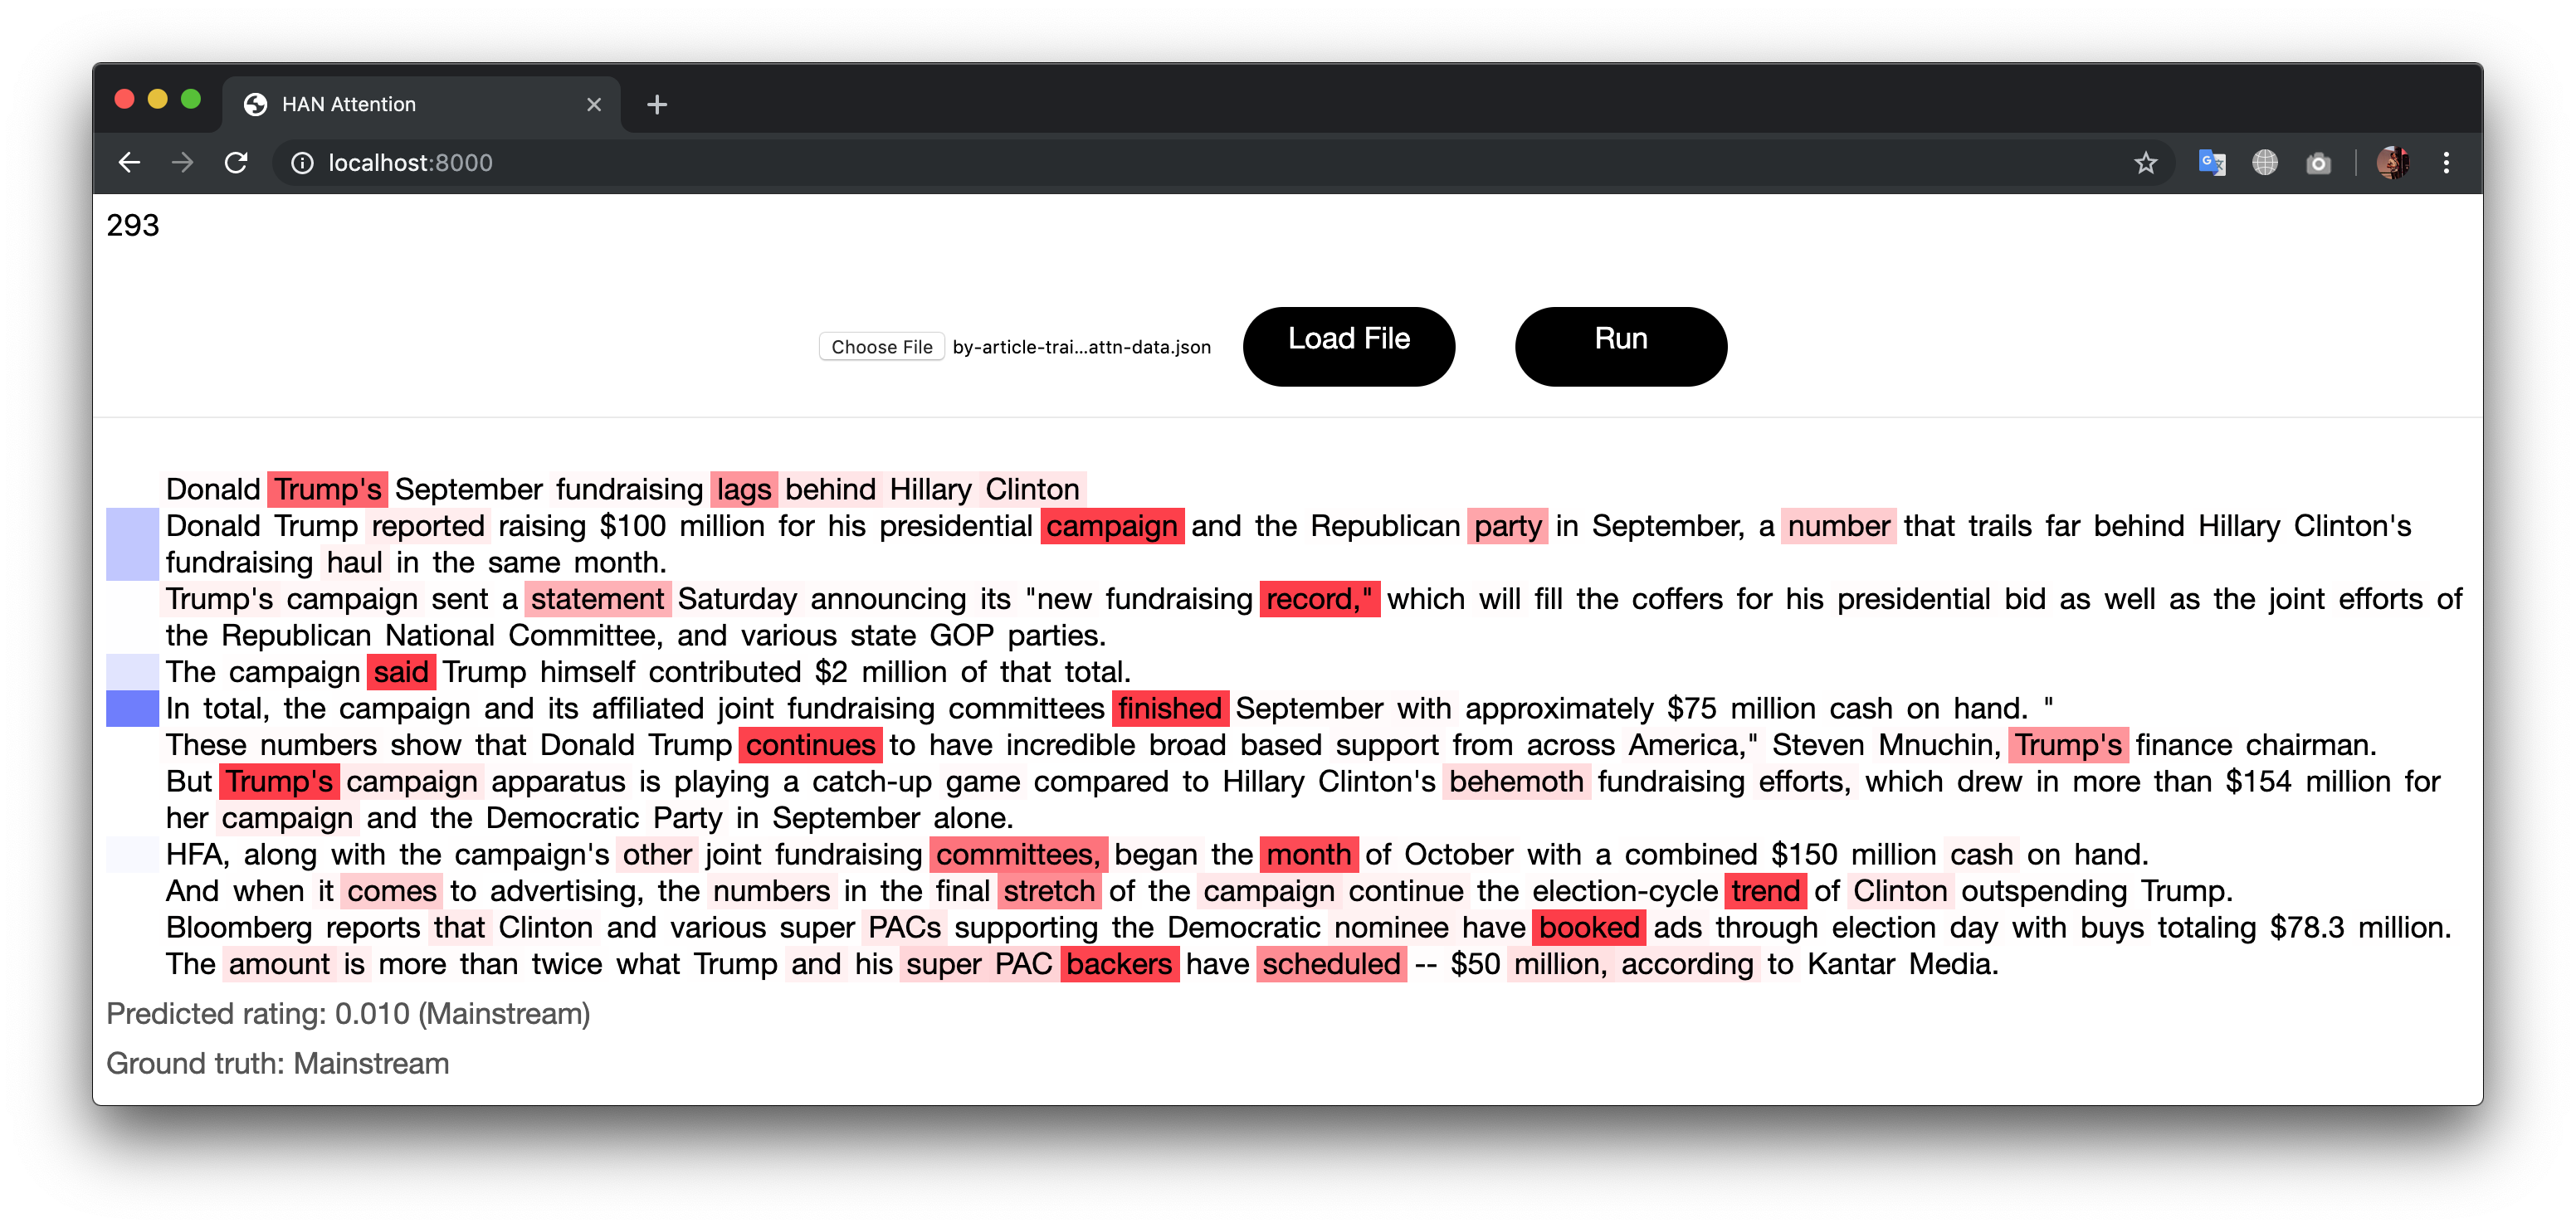 HAN Attention
localhost:8000
293
Choose File by-article-trai...attn-data.json Load File Run
Donald Trump's September fundraising lags behind Hillary Clinton
Donald Trump reported raising $100 million for his presidential campaign and the Republican party in September, a number that trails far behind Hillary Clinton's
fundraising haul in the same month.
Trump's campaign sent a statement Saturday announcing its "new fundraising record," which will fill the coffers for his presidential bid as well as the joint efforts of
the Republican National Committee, and various state GOP parties.
The campaign said Trump himself contributed $2 million of that total.
In total, the campaign and its affiliated joint fundraising committees finished September with approximately $75 million cash on hand. "
These numbers show that Donald Trump continues to have incredible broad based support from across America," Steven Mnuchin, Trump's finance chairman.
But Trump's campaign apparatus is playing a catch-up game compared to Hillary Clinton's behemoth fundraising efforts, which drew in more than $154 million for
her campaign and the Democratic Party in September alone.
HFA, along with the campaign's other joint fundraising committees, began the month of October with a combined $150 million cash on hand.
And when it comes to advertising, the numbers in the final stretch of the campaign continue the election-cycle trend of Clinton outspending Trump.
Bloomberg reports that Clinton and various super PACs supporting the Democratic nominee have booked ads through election day with buys totaling $78.3 million.
The amount is more than twice what Trump and his super PAC backers have scheduled -- $50 million, according to Kantar Media.
Predicted rating: 0.010 (Mainstream)
Ground truth: Mainstream